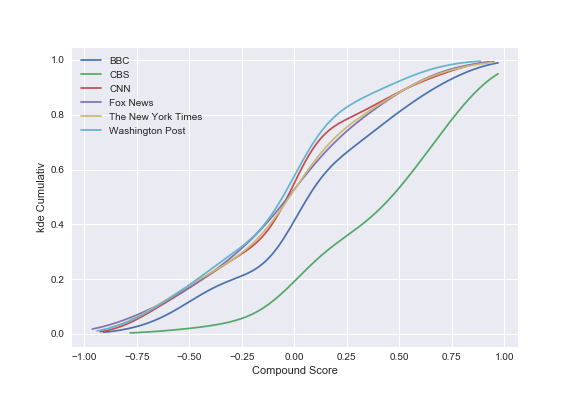 BBC
CBS
CNN
Fox News
The New York Times
Washington Post
1.0
0.8
0.6
0.4
0.2
0.0
kde Cumulativ
−1.00 −0.75 −0.50 −0.25 0.00 0.25 0.50 0.75 1.00
Compound Score